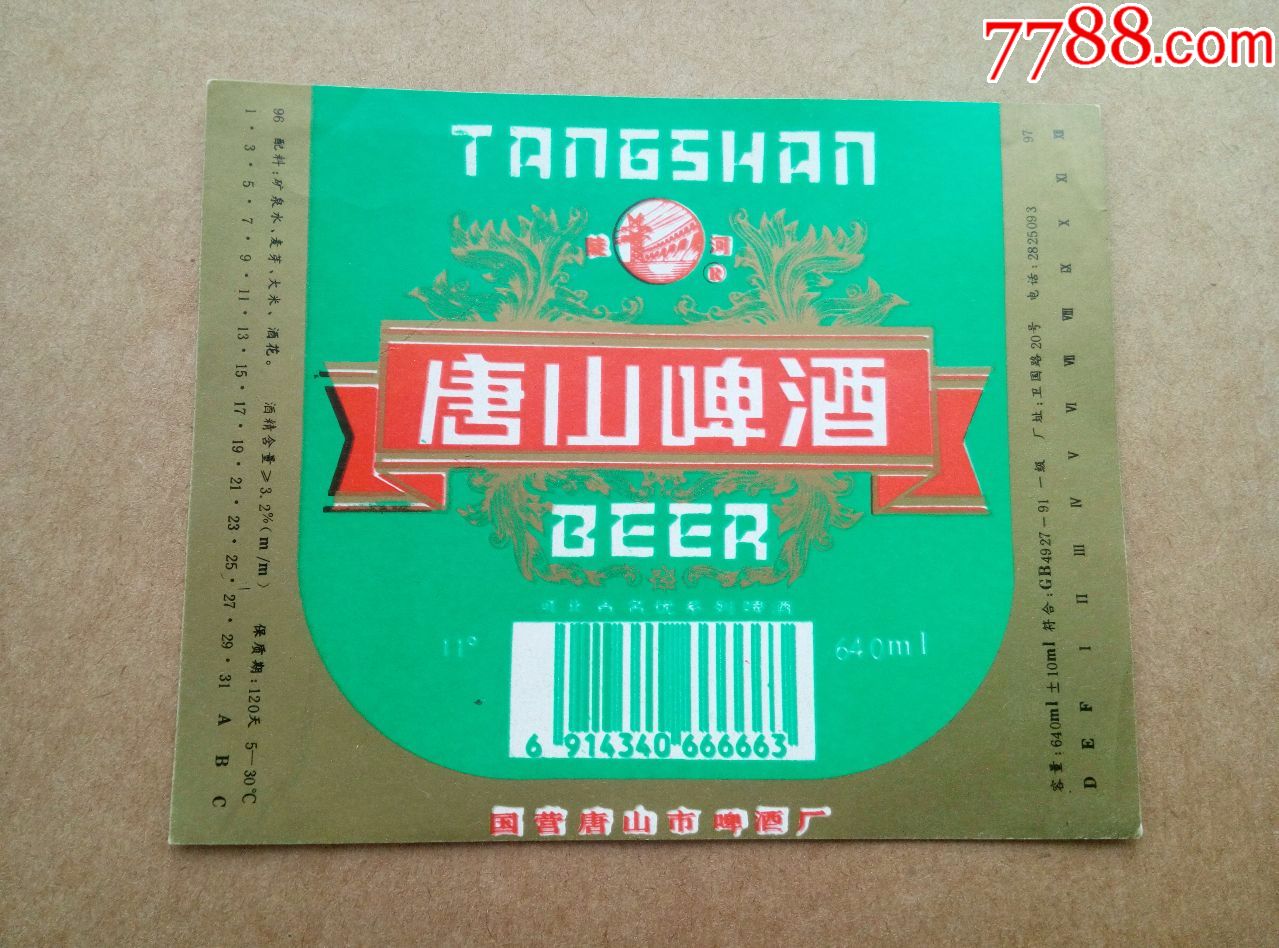 7788.com
TANGSHAN
陡 河
®
唐山啤酒
BEER
11° 640ml
6 914340 666663
国营唐山市啤酒厂
96 配料:矿泉水、麦芽、大米、酒花。 酒精含量≥3.2%(m/m) 保质期:120天 5—30℃
1·3·5·7·9·11·13·15·17·19·21·23·25·27·29·31 A B C
容量:640ml±10ml 符合:GB4927-91一级 厂址:卫国路20号 电话:2825093 97
D E F I II III IV V VI VII VIII IX X XI XII